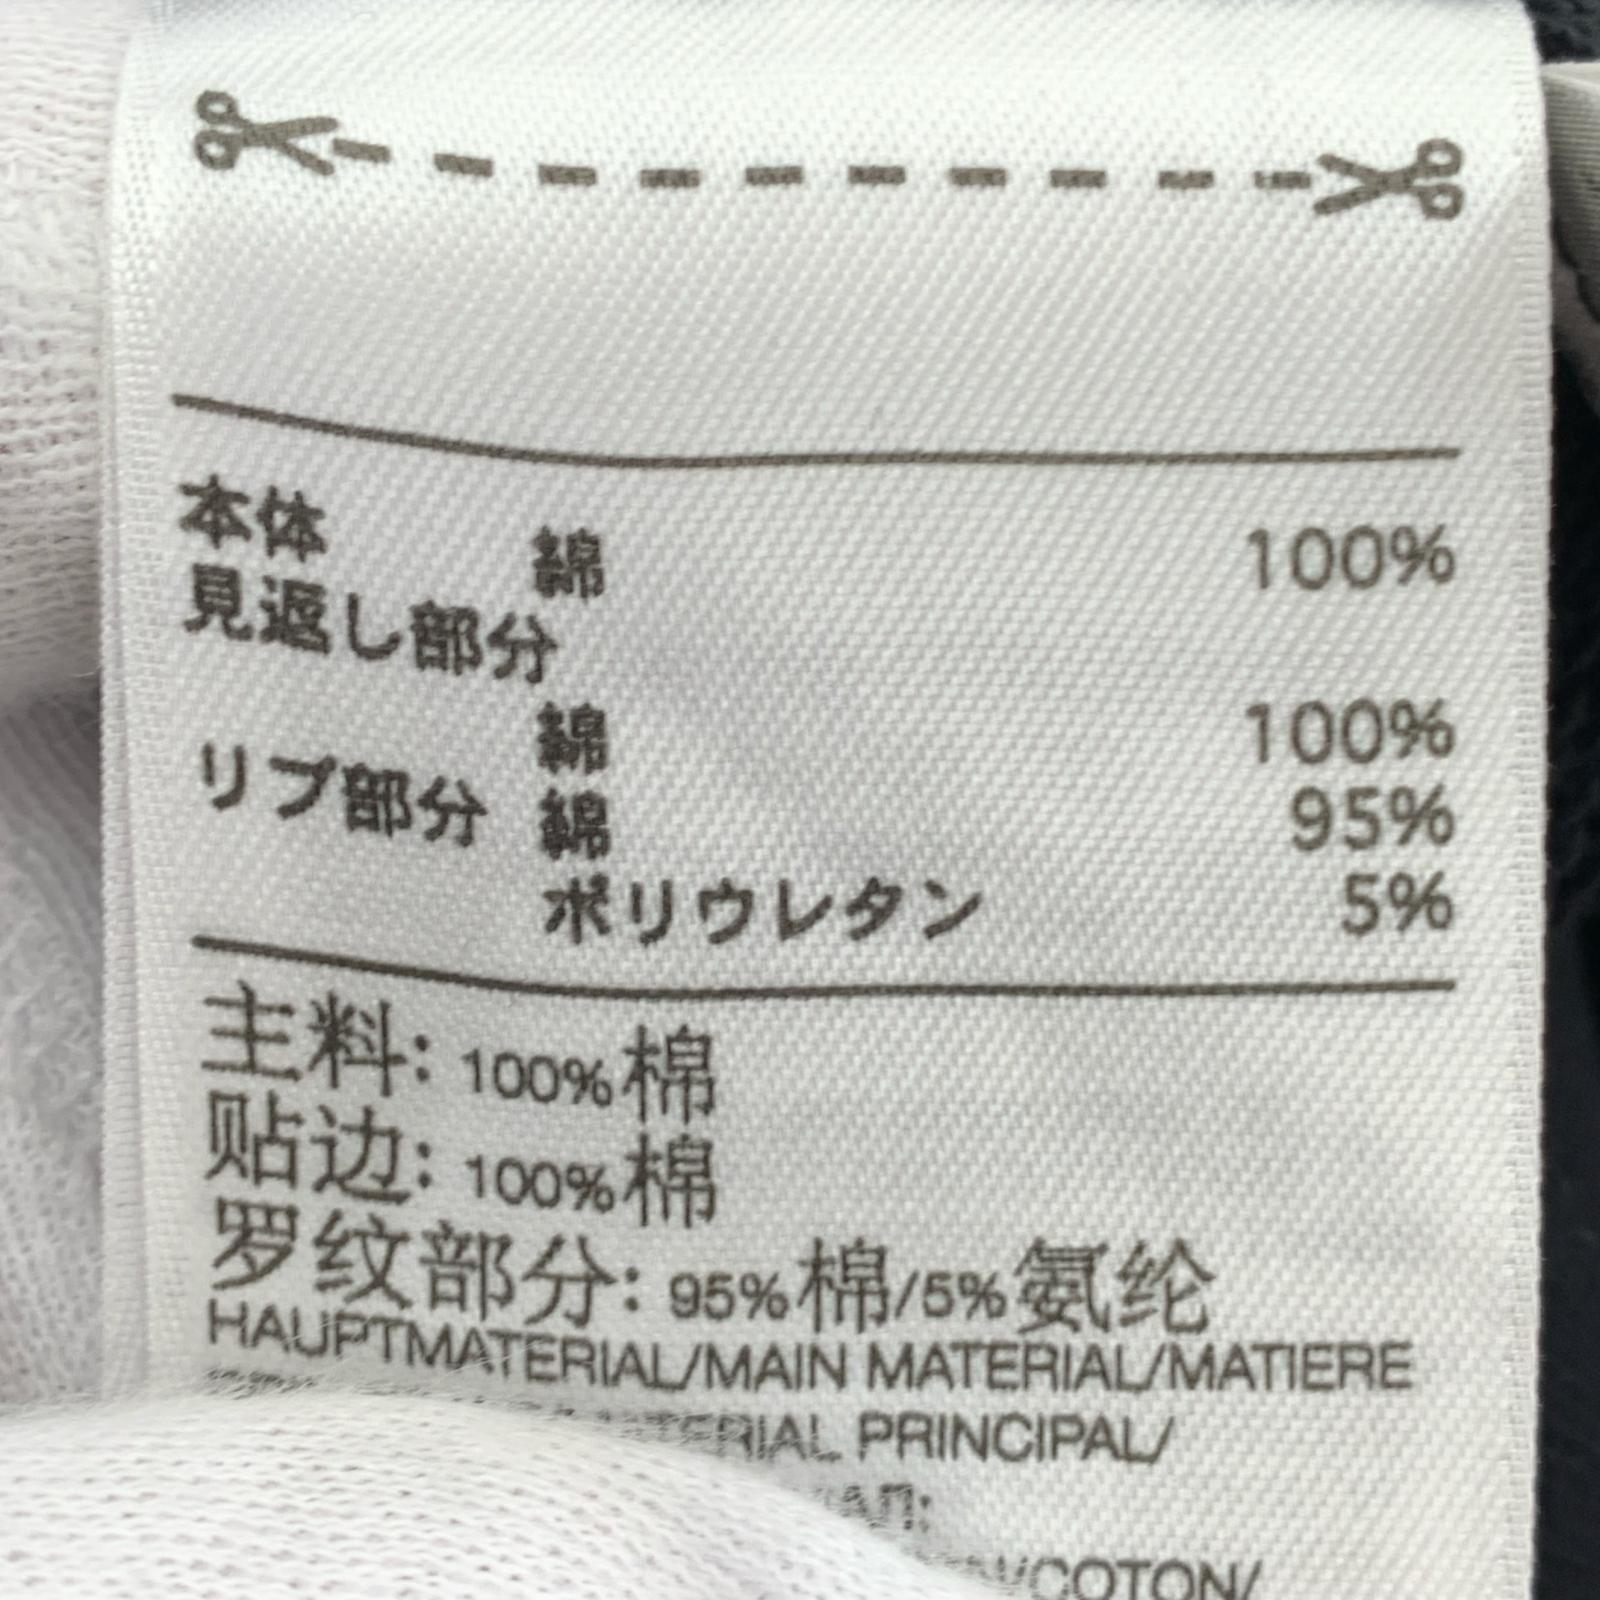 本体 綿 100%
見返し部分
綿 100%
リブ部分 綿 95%
ポリウレタン 5%
主料: 100%棉
贴边: 100%棉
罗纹部分: 95%棉/5%氨纶
HAUPTMATERIAL/MAIN MATERIAL/MATIERE
PRINCIPAL/
/COTON/